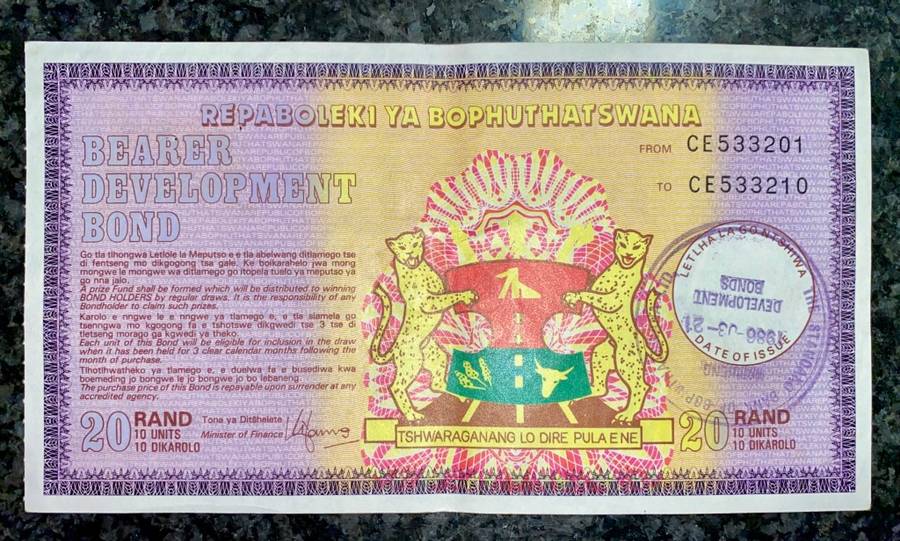 REPABOLEKI YA BOPHUTHATSWANA
BEARER
DEVELOPMENT
BOND
FROM CE533201
TO CE533210
Go tla tlhongwa Letlole la Meputso e e tla abelwang ditlamego tse
di fentseng mo dikgogong tsa gale. Ke boikarahelo jwa mong
mongwe le mongwa wa ditlamego go itopela tuelo ya meputso ya
go nna jalo.
A prize Fund shall be formed which will be distributed to winning
BOND HOLDERS by regular draws. It is the responsibility of any
Bondholder to claim such prizes.
Karolo e nngwe le e nngwe ya tlamego e, e tla siamela go
tsenngwa mo kgogong fa e tshotswe dikgwedi tse 3 tse di
tletseng morago ga kgwedi ya theko.
Each unit of this Bond will be eligible for inclusion in the draw
when it has been held for 3 clear calendar months following the
month of purchase.
Tlhotlhwatheko ya tlamego e, e duelwa fa e busediwa kwa
boemeding jo bongwe le jo bongwe jo bo lebaneng.
The purchase price of this Bond is repayable upon surrender at any
accredited agency.
20 RAND
10 UNITS
10 DIKAROLO
Tona ya Ditšhelete
Minister of Finance
TSHWARAGANANG LO DIRE PULA E NE
LETLHA LA GO NTSHIWA
DEVELOPMENT
BONDS
DATE OF ISSUE
20 RAND
10 UNITS
10 DIKAROLO